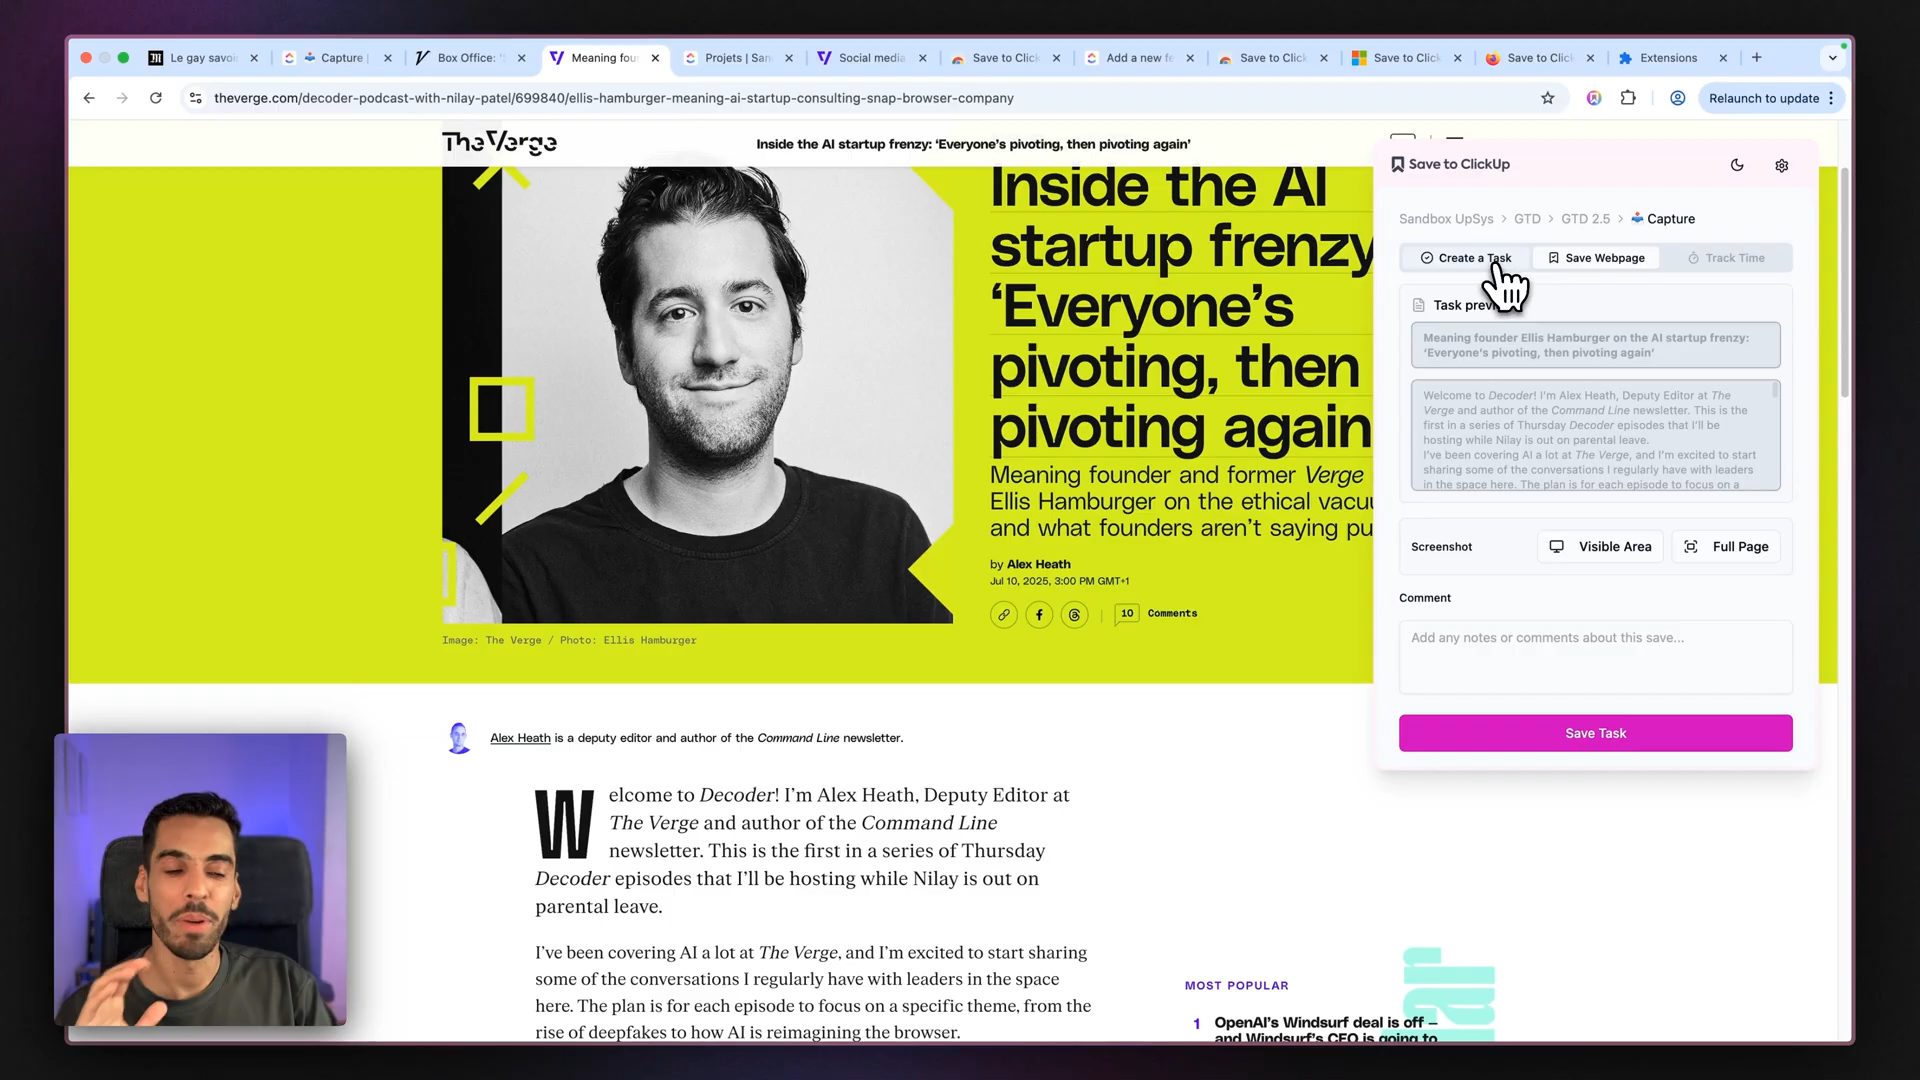 Le gay savoi
Capture |
Box Office: '
Meaning fou
Projets | San
Social media
Save to Click
Add a new fe
Save to Click
Save to Click
Save to Click
Extensions
theverge.com/decoder-podcast-with-nilay-patel/699840/ellis-hamburger-meaning-ai-startup-consulting-snap-browser-company
Relaunch to update
The Verge
Inside the AI startup frenzy: ‘Everyone’s pivoting, then pivoting again’
Inside the AI
startup frenzy
‘Everyone’s
pivoting, then
pivoting again
Meaning founder and former Verge
Ellis Hamburger on the ethical vacu
and what founders aren’t saying pu
by Alex Heath
Jul 10, 2025, 3:00 PM GMT+1
10 Comments
Image: The Verge / Photo: Ellis Hamburger
Alex Heath is a deputy editor and author of the Command Line newsletter.
Welcome to Decoder! I’m Alex Heath, Deputy Editor at
The Verge and author of the Command Line
newsletter. This is the first in a series of Thursday
Decoder episodes that I’ll be hosting while Nilay is out on
parental leave.
I’ve been covering AI a lot at The Verge, and I’m excited to start sharing
some of the conversations I regularly have with leaders in the space
here. The plan is for each episode to focus on a specific theme, from the
rise of deepfakes to how AI is reimagining the browser.
MOST POPULAR
1 OpenAI’s Windsurf deal is off —
and Windsurf’s CEO is going to
Save to ClickUp
Sandbox UpSys > GTD > GTD 2.5 > Capture
Create a Task
Save Webpage
Track Time
Task prev
Meaning founder Ellis Hamburger on the AI startup frenzy:
‘Everyone’s pivoting, then pivoting again’
Welcome to Decoder! I’m Alex Heath, Deputy Editor at The
Verge and author of the Command Line newsletter. This is the
first in a series of Thursday Decoder episodes that I’ll be
hosting while Nilay is out on parental leave.
I’ve been covering AI a lot at The Verge, and I’m excited to start
sharing some of the conversations I regularly have with leaders
in the space here. The plan is for each episode to focus on a
Screenshot
Visible Area
Full Page
Comment
Add any notes or comments about this save...
Save Task